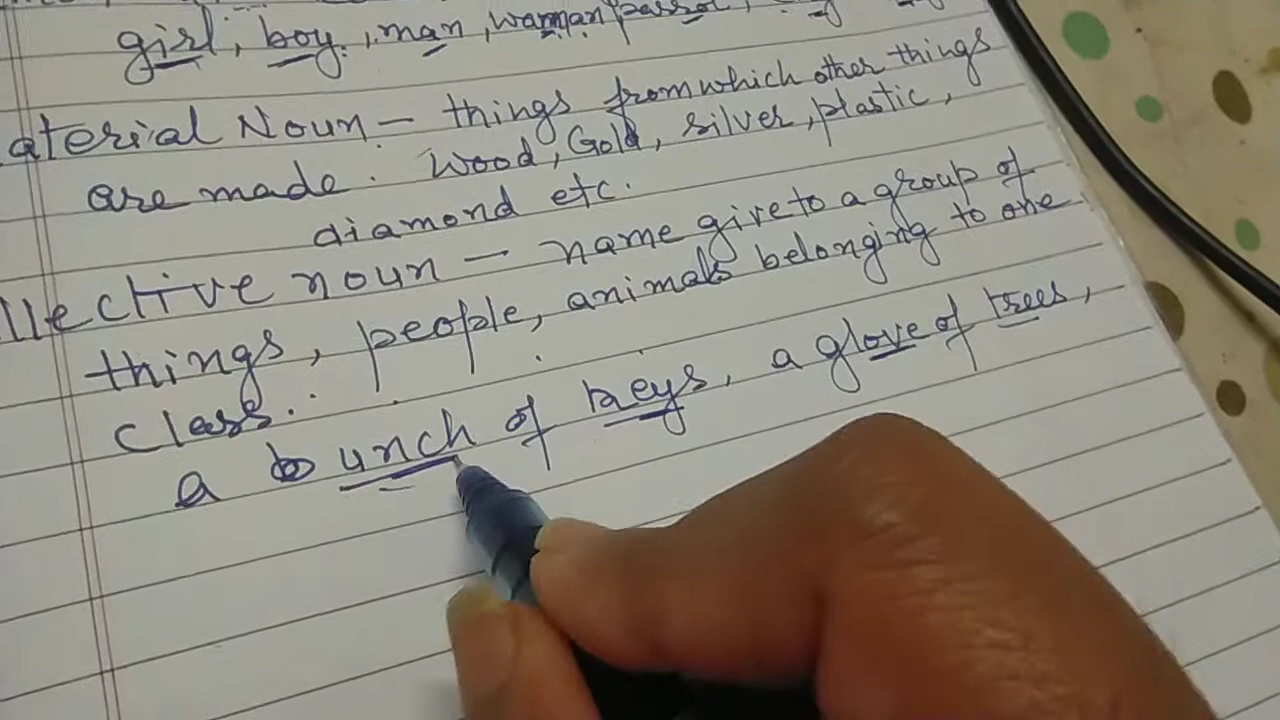 girl, boy, man, warman parrot,
aterial Noun - things from which other things
are made. Wood, Gold, silver, plastic,
diamond etc.
llective noun - name give to a group of
things, people, animals belonging to one
class.
a bunch of keys, a glove of trees,